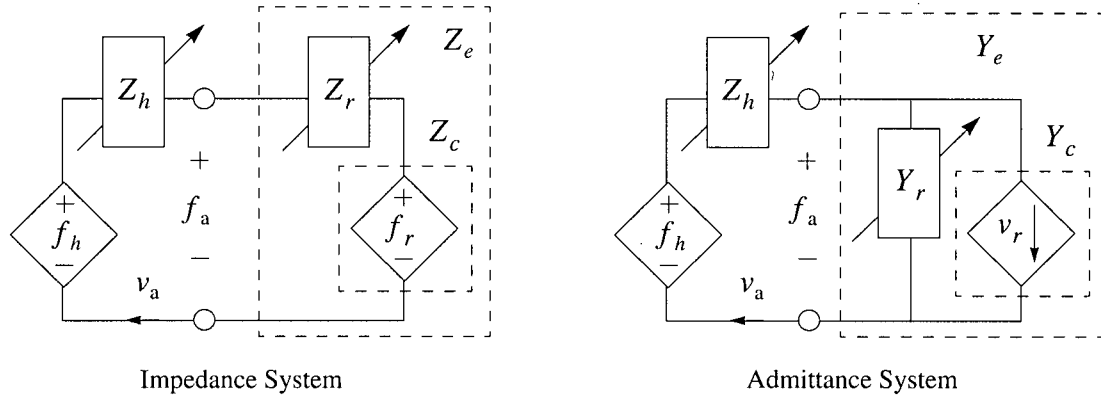 Z_h
Z_r
Z_e
Z_c
+
f_a
−
+
f_h
−
+
f_r
−
v_a
Impedance System
Z_h
Y_e
Y_r
Y_c
+
f_a
−
+
f_h
−
v_r
v_a
Admittance System